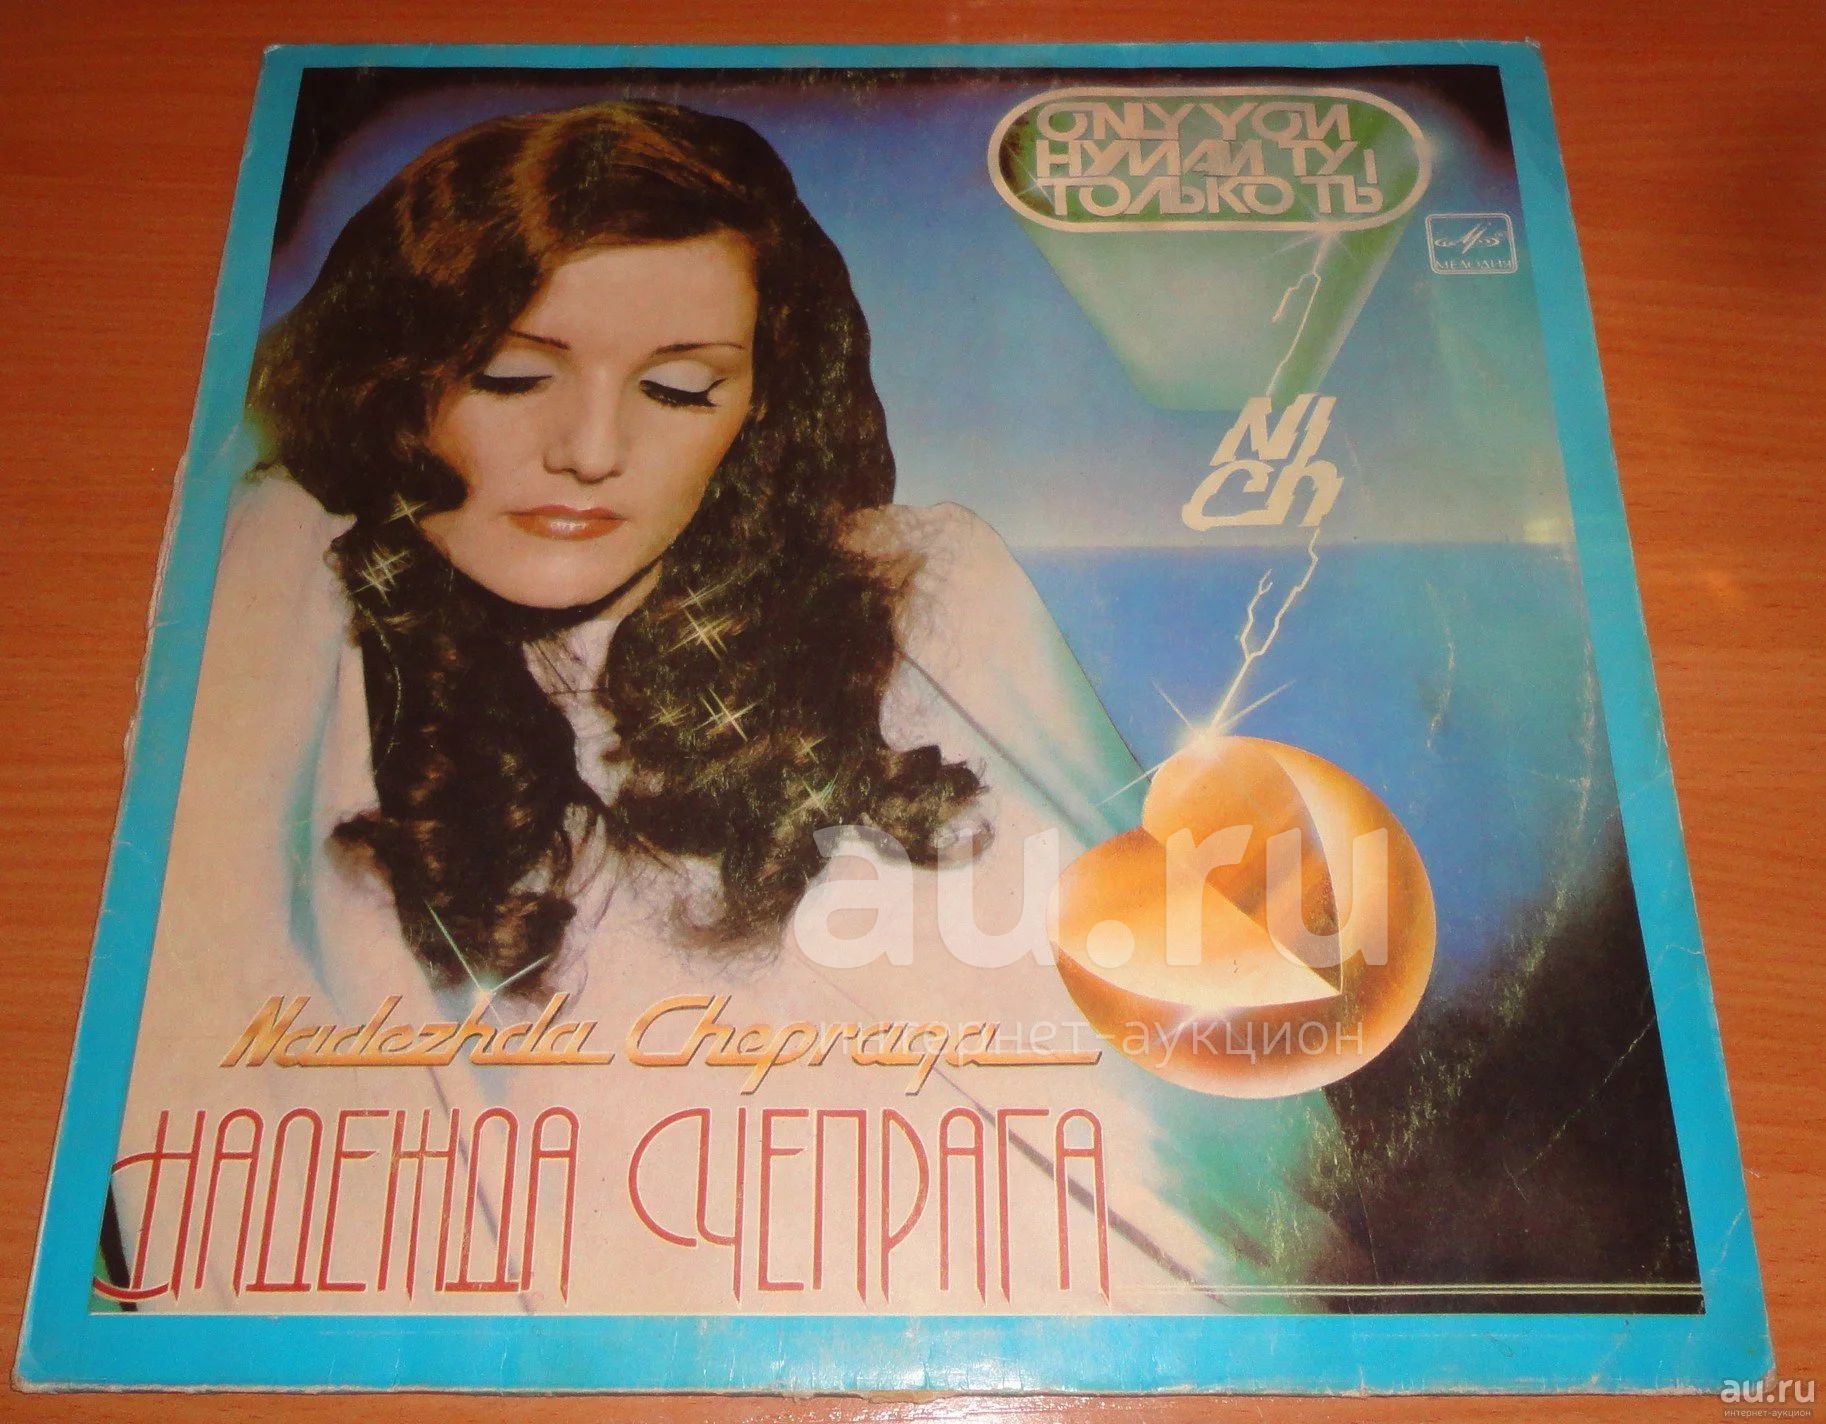 ONLY YOU
НУМАЙ ТУ
ТОЛЬКО ТЫ
МЕЛОДИЯ
NI
Ch
au.ru
интернет-аукцион
Nadezhda Chepraga
НАДЕЖДА ЧЕПРАГА
au.ru
интернет-аукцион